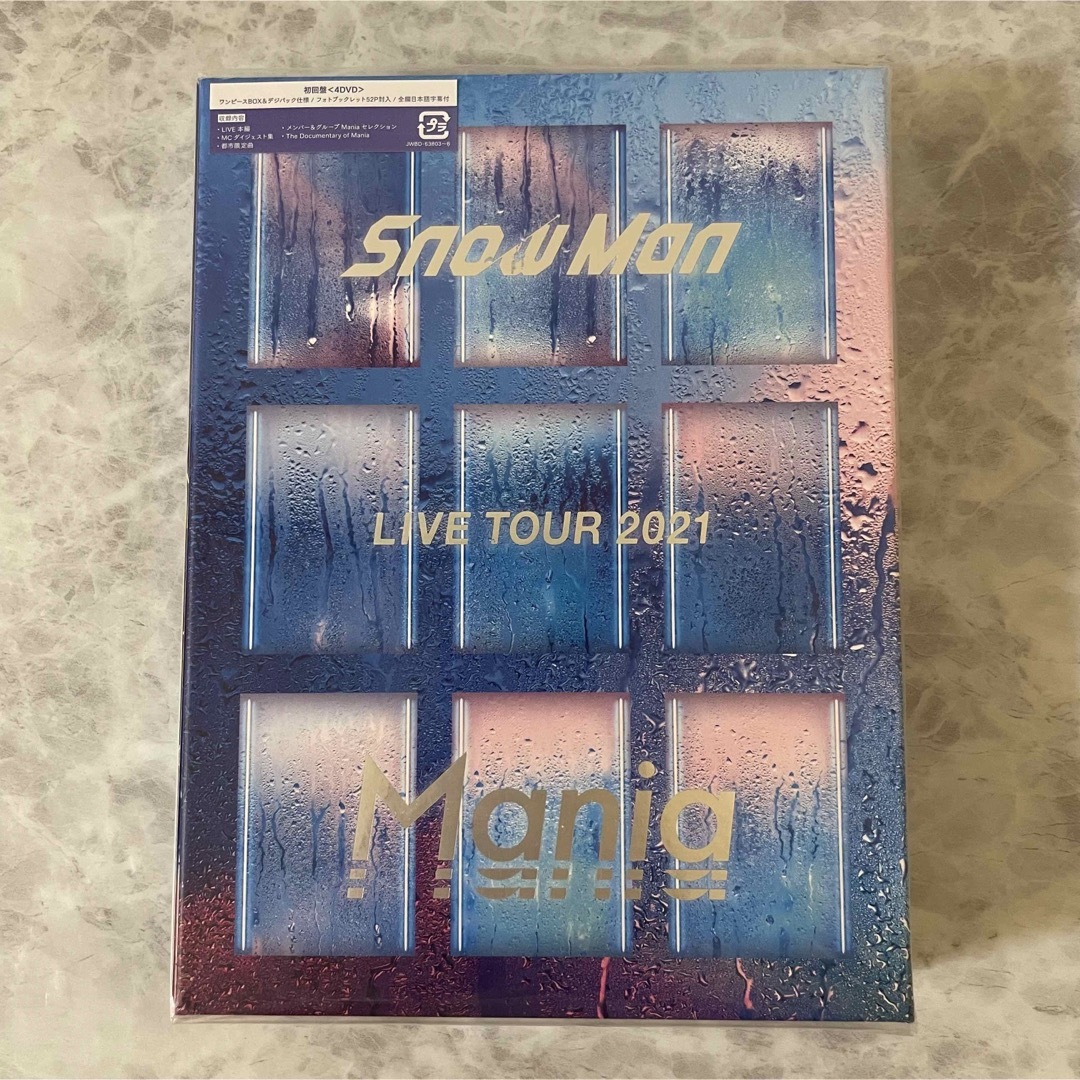 初回盤<4DVD>
ワンピースBOX&デジパック仕様 / フォトブックレット52P封入 / 全編日本語字幕付
収録内容
・LIVE 本編 ・メンバー&グループ Mania セレクション
・MC ダイジェスト集 ・The Documentary of Mania
・都市限定曲
プラ
JWBD-63803~6
Snow Man
LIVE TOUR 2021
Mania